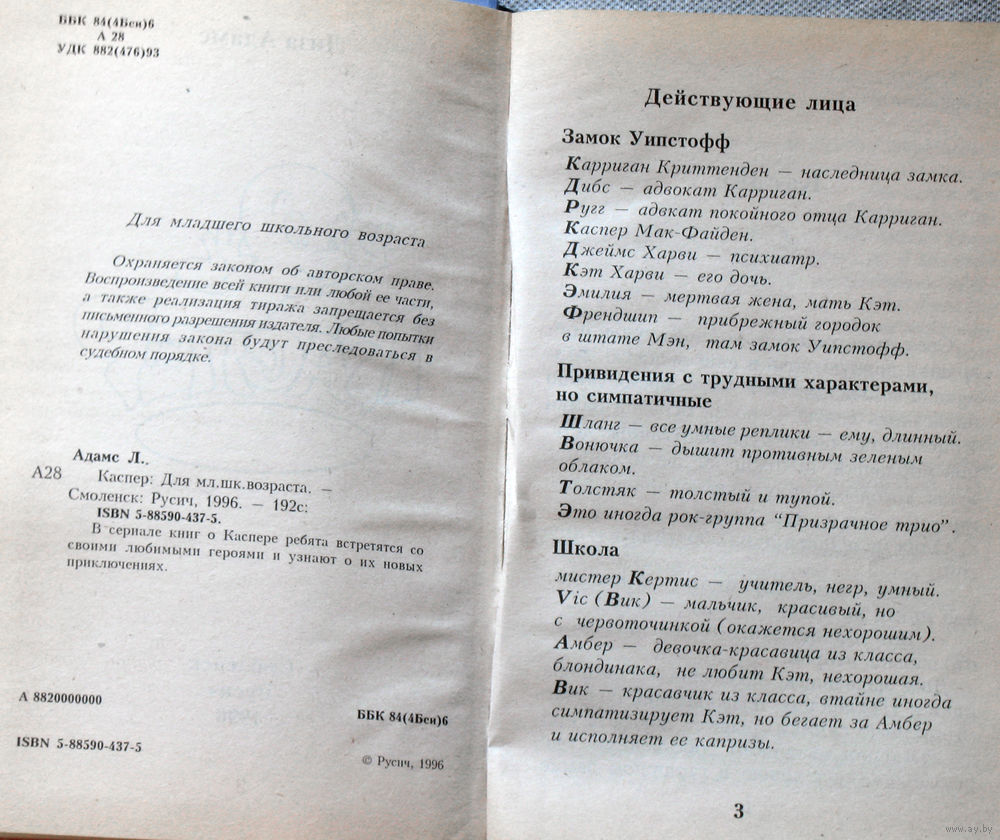 ББК 84(4Беи)6
А 28
УДК 882(476)93
Для младшего школьного возраста
Охраняется законом об авторском праве.
Воспроизведение всей книги или любой ее части,
а также реализация тиража запрещается без
письменного разрешения издателя. Любые попытки
нарушения закона будут преследоваться в
судебном порядке.
Адамс Л..
А28
Каспер: Для мл.шк.возраста. —
Смоленск: Русич, 1996. — 192с:
ISBN 5-88590-437-5.
В сериале книг о Каспере ребята встретятся со
своими любимыми героями и узнают о их новых
приключениях.
А 8820000000
ББК 84(4Беи)6
ISBN 5-88590-437-5
© Русич, 1996
Действующие лица
Замок Уипстофф
Карриган Криттенден — наследница замка.
Дибс — адвокат Карриган.
Ругг — адвкат покойного отца Карриган.
Каспер Мак-Файден.
Джеймс Харви — психиатр.
Кэт Харви — его дочь.
Эмилия — мертвая жена, мать Кэт.
Френдшип — прибрежный городок
в штате Мэн, там замок Уипстофф.
Привидения с трудными характерами,
но симпатичные
Шланг — все умные реплики — ему, длинный.
Вонючка — дышит противным зеленым
облаком.
Толстяк — толстый и тупой.
Это иногда рок-группа "Призрачное трио".
Школа
мистер Кертис — учитель, негр, умный.
Vic (Вик) — мальчик, красивый, но
с червоточинкой (окажется нехорошим).
Амбер — девочка-красавица из класса,
блондинака, не любит Кэт, нехорошая.
Вик — красавчик из класса, втайне иногда
симпатизирует Кэт, но бегает за Амбер
и исполняет ее капризы.
3
www.ay.by